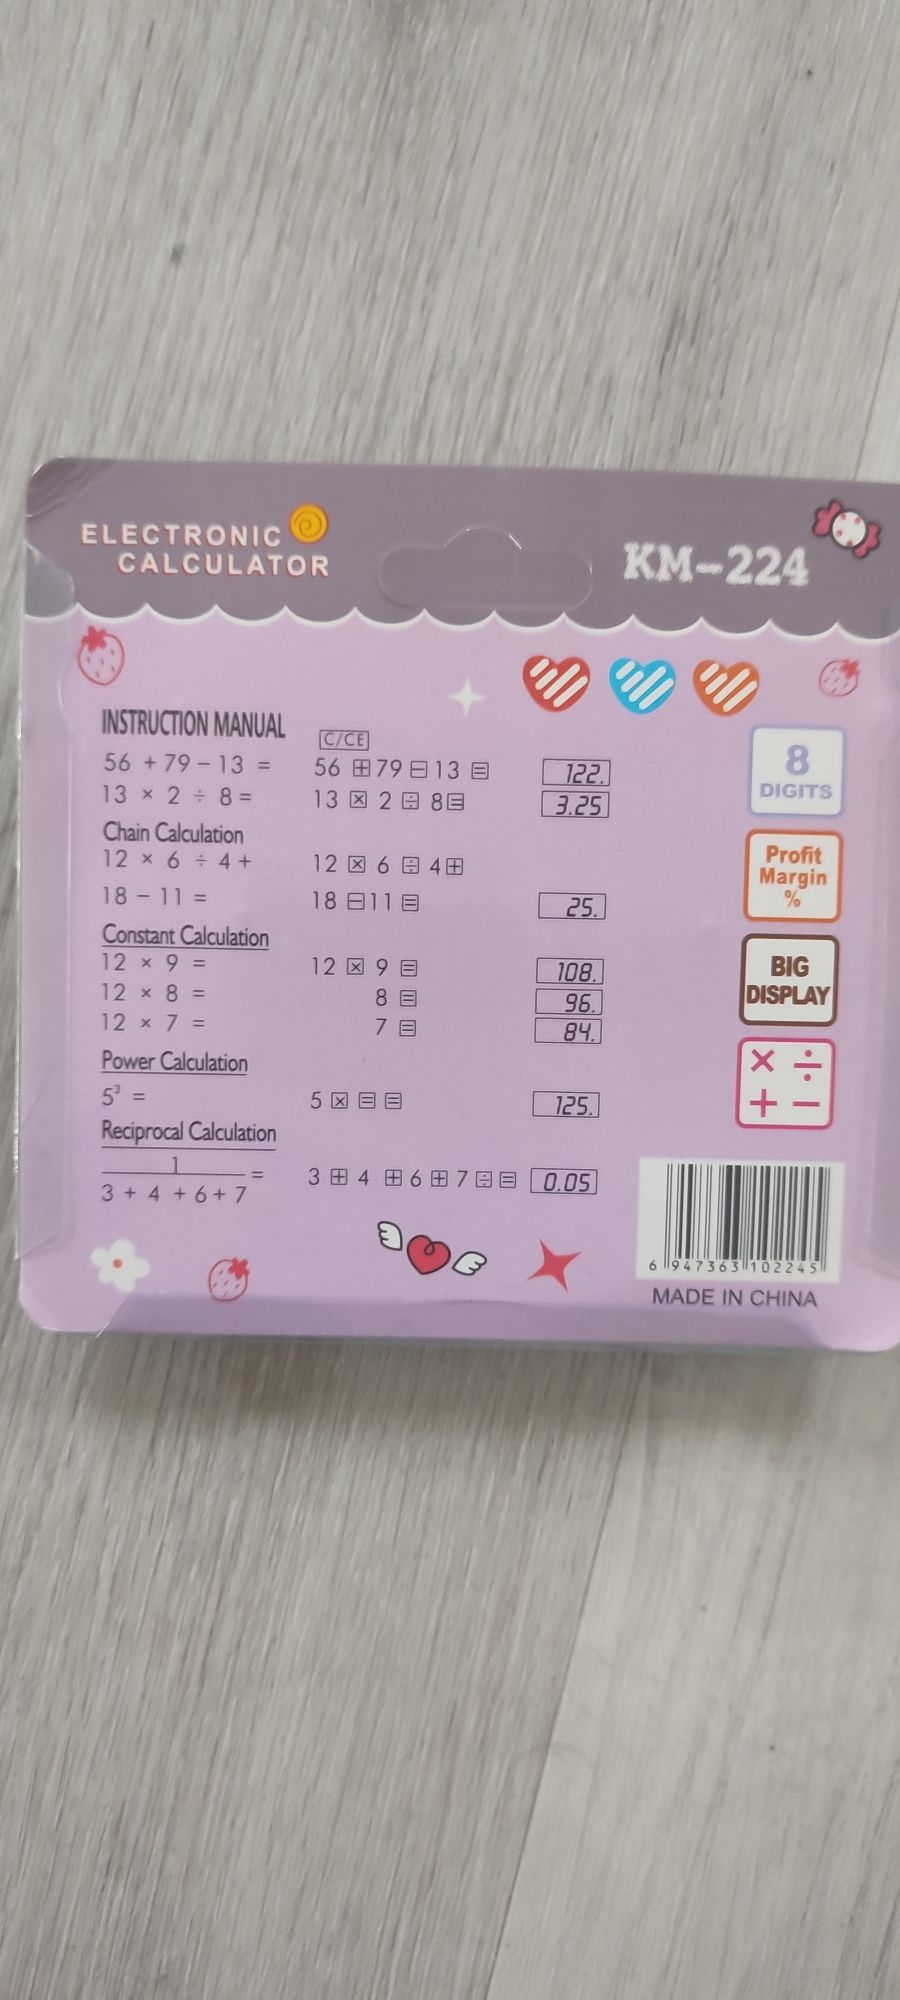 ELECTRONIC
CALCULATOR
KM-224
INSTRUCTION MANUAL
C/CE
56 + 79 - 13 = 56 + 79 - 13 = 122.
13 × 2 ÷ 8 = 13 × 2 ÷ 8 = 3.25
Chain Calculation
12 × 6 ÷ 4 + 12 × 6 ÷ 4 +
18 - 11 = 18 - 11 = 25.
Constant Calculation
12 × 9 = 12 × 9 = 108.
12 × 8 = 8 = 96.
12 × 7 = 7 = 84.
Power Calculation
5³ = 5 × = = 125.
Reciprocal Calculation
1
= 3 + 4 + 6 + 7 ÷ = 0.05
3 + 4 + 6 + 7
8
DIGITS
Profit
Margin
%
BIG
DISPLAY
× ÷
+ −
6 947363 102245
MADE IN CHINA